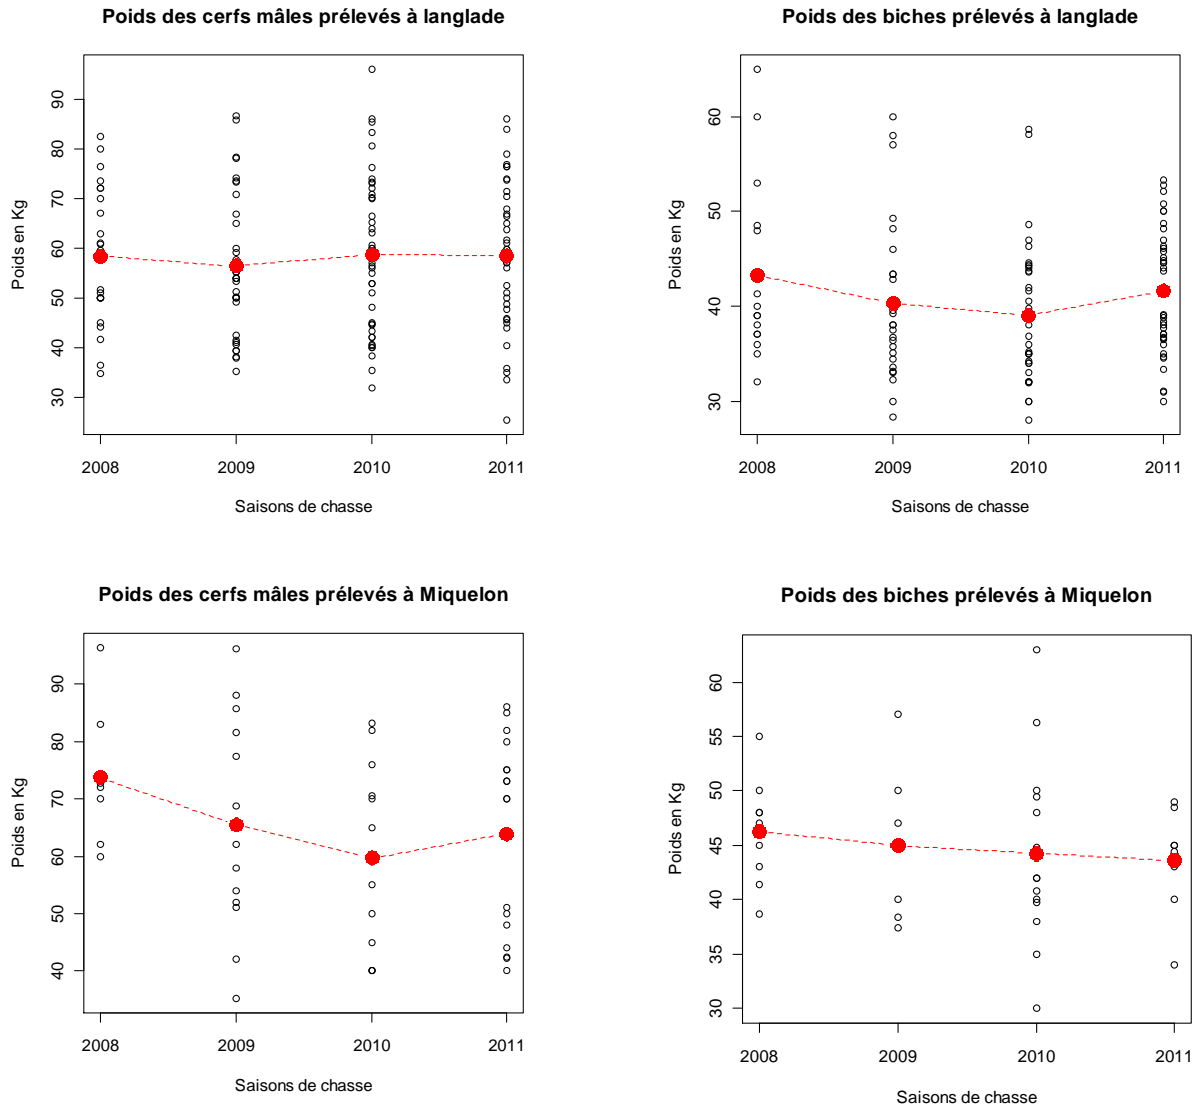 Poids des cerfs mâles prélevés à langlade
Poids en Kg
90
80
70
60
50
40
30
2008 2009 2010 2011
Saisons de chasse
Poids des biches prélevés à langlade
Poids en Kg
60
50
40
30
2008 2009 2010 2011
Saisons de chasse
Poids des cerfs mâles prélevés à Miquelon
Poids en Kg
90
80
70
60
50
40
2008 2009 2010 2011
Saisons de chasse
Poids des biches prélevés à Miquelon
Poids en Kg
60
55
50
45
40
35
30
2008 2009 2010 2011
Saisons de chasse